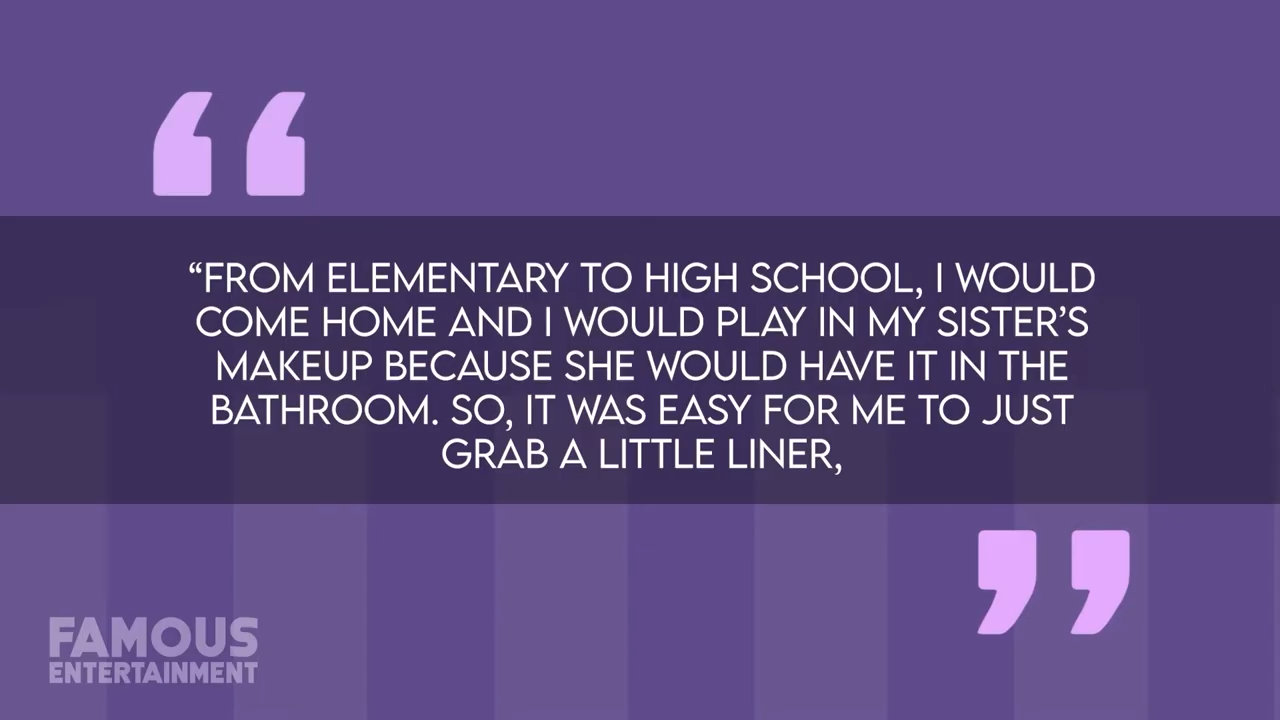 “FROM ELEMENTARY TO HIGH SCHOOL, I WOULD
COME HOME AND I WOULD PLAY IN MY SISTER’S
MAKEUP BECAUSE SHE WOULD HAVE IT IN THE
BATHROOM. SO, IT WAS EASY FOR ME TO JUST
GRAB A LITTLE LINER,
FAMOUS
ENTERTAINMENT